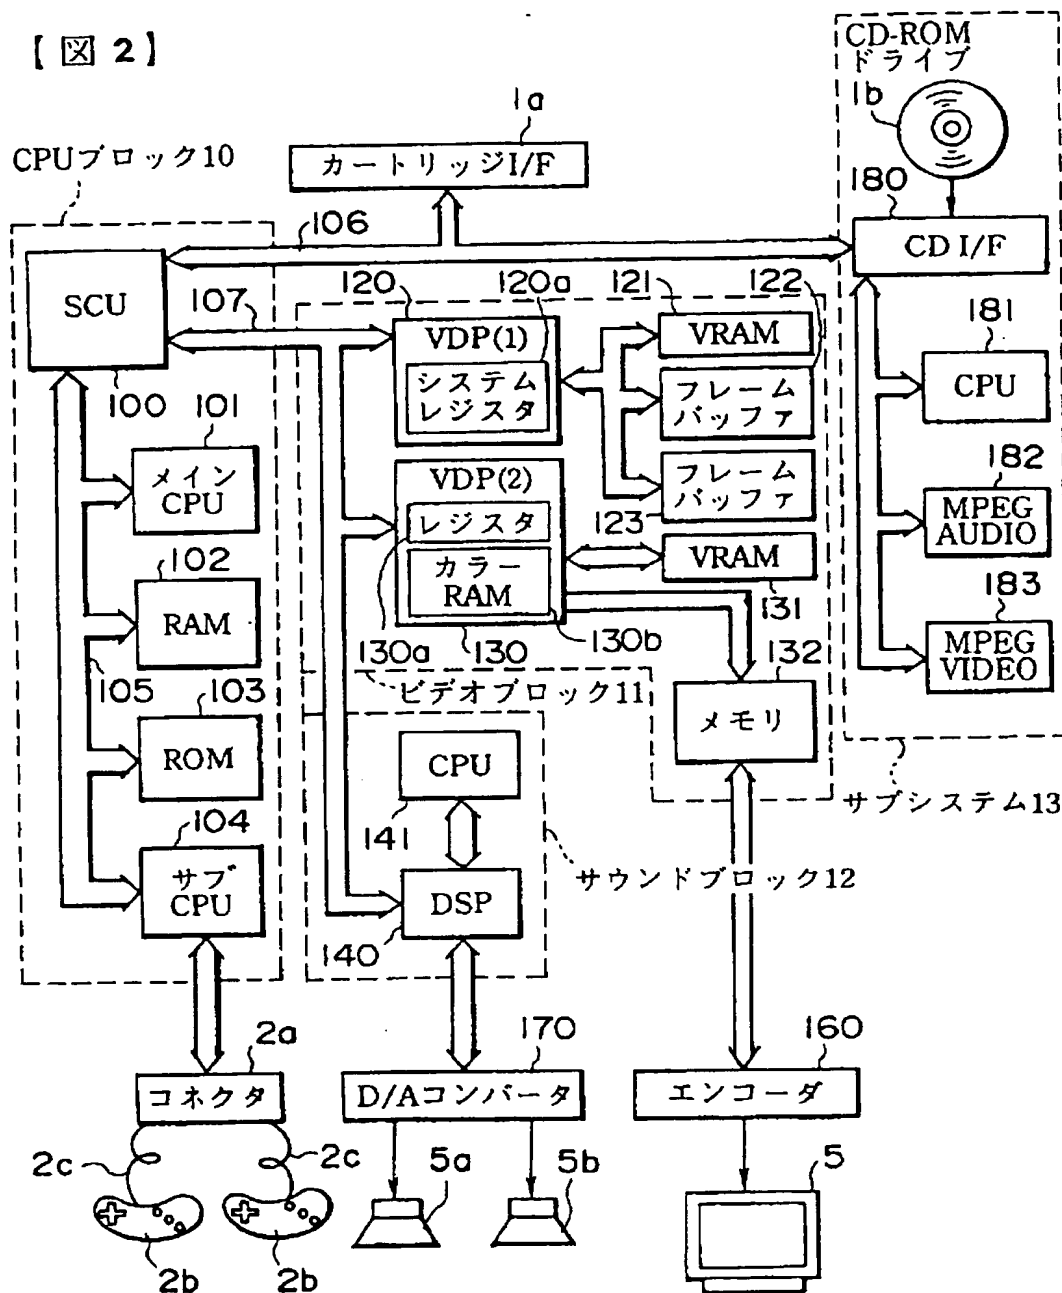 【図2】
CD-ROM
ドライブ
1b
1a
カートリッジI/F
CPUブロック10
180
CD I/F
106
SCU
107
100
120
120a
121
122
VDP(1)
システム
レジスタ
VRAM
フレーム
バッファ
フレーム
バッファ
123
181
CPU
101
メイン
CPU
VDP(2)
レジスタ
カラー
RAM
VRAM
131
182
MPEG
AUDIO
102
RAM
130a
130
130b
183
MPEG
VIDEO
105
ビデオブロック11
132
メモリ
103
ROM
CPU
141
サブシステム13
104
サブ
CPU
DSP
140
サウンドブロック12
2a
コネクタ
170
D/Aコンバータ
160
エンコーダ
2c
2c
5a
5b
5
2b
2b